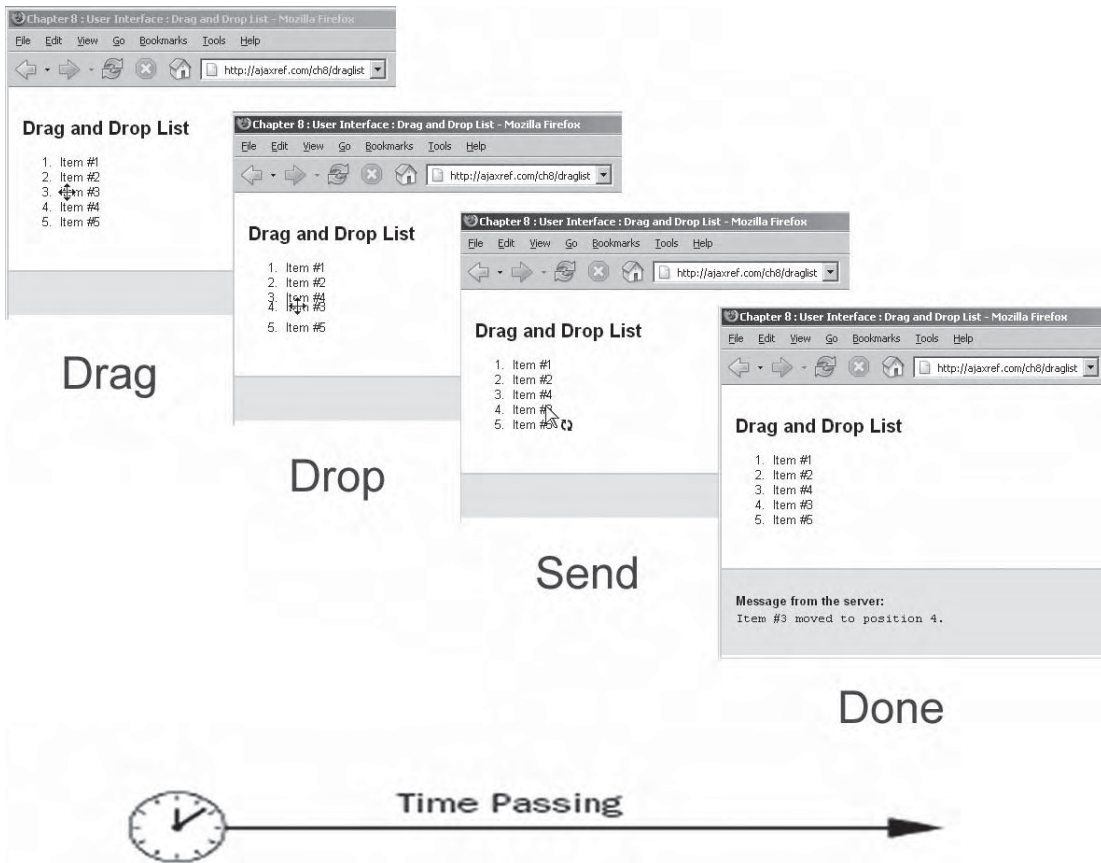 Chapter 8 : User Interface : Drag and Drop List - Mozilla Firefox
File Edit View Go Bookmarks Tools Help
http://ajaxref.com/ch8/draglist
Drag and Drop List
1. Item #1
2. Item #2
3. Item #3
4. Item #4
5. Item #5
Drag
Chapter 8 : User Interface : Drag and Drop List - Mozilla Firefox
File Edit View Go Bookmarks Tools Help
http://ajaxref.com/ch8/draglist
Drag and Drop List
1. Item #1
2. Item #2
3. Item #4
4. Item #3
5. Item #5
Drop
Chapter 8 : User Interface : Drag and Drop List - Mozilla Firefox
File Edit View Go Bookmarks Tools Help
http://ajaxref.com/ch8/draglist
Drag and Drop List
1. Item #1
2. Item #2
3. Item #4
4. Item #3
5. Item #5
Send
Chapter 8 : User Interface : Drag and Drop List - Mozilla Firefox
File Edit View Go Bookmarks Tools Help
http://ajaxref.com/ch8/draglist
Drag and Drop List
1. Item #1
2. Item #2
3. Item #4
4. Item #3
5. Item #5
Message from the server:
Item #3 moved to position 4.
Done
Time Passing